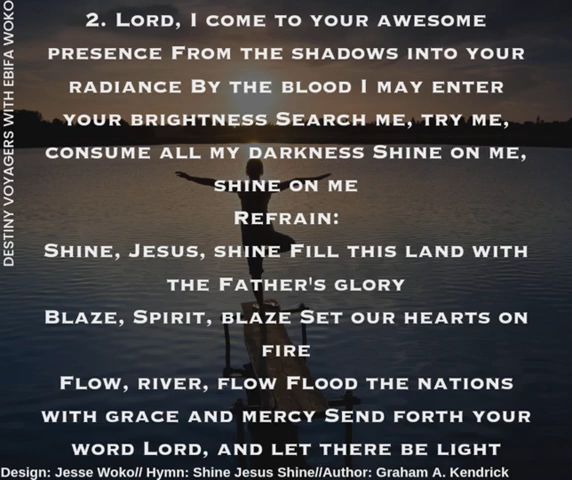 2. Lord, I come to your awesome
presence From the shadows into your
radiance By the blood I may enter
your brightness Search me, try me,
consume all my darkness Shine on me,
shine on me
Refrain:
Shine, Jesus, shine Fill this land with
the Father's glory
Blaze, Spirit, blaze Set our hearts on
fire
Flow, river, flow Flood the nations
with grace and mercy Send forth your
word Lord, and let there be light
Design: Jesse Woko// Hymn: Shine Jesus Shine//Author: Graham A. Kendrick
DESTINY VOYAGERS WITH EBIFA WOKO